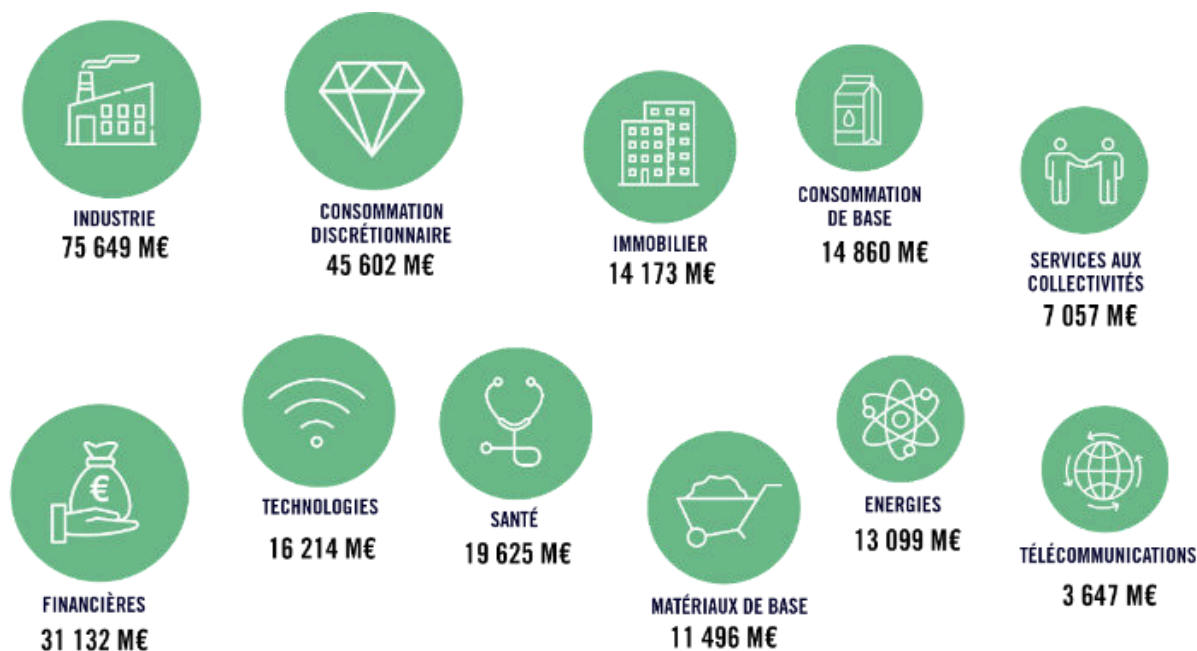 INDUSTRIE
75 649 M€
CONSOMMATION
DISCRÉTIONNAIRE
45 602 M€
IMMOBILIER
14 173 M€
CONSOMMATION
DE BASE
14 860 M€
SERVICES AUX
COLLECTIVITÉS
7 057 M€
€
FINANCIÈRES
31 132 M€
TECHNOLOGIES
16 214 M€
SANTÉ
19 625 M€
MATÉRIAUX DE BASE
11 496 M€
ENERGIES
13 099 M€
TÉLÉCOMMUNICATIONS
3 647 M€